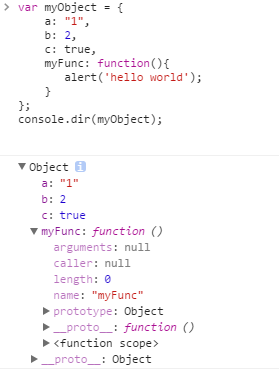 > var myObject = {
a: "1",
b: 2,
c: true,
myFunc: function(){
alert('hello world');
}
};
console.dir(myObject);
▼ Object i
a: "1"
b: 2
c: true
▼ myFunc: function ()
arguments: null
caller: null
length: 0
name: "myFunc"
▶ prototype: Object
▶ __proto__: function ()
▶ <function scope>
▶ __proto__: Object